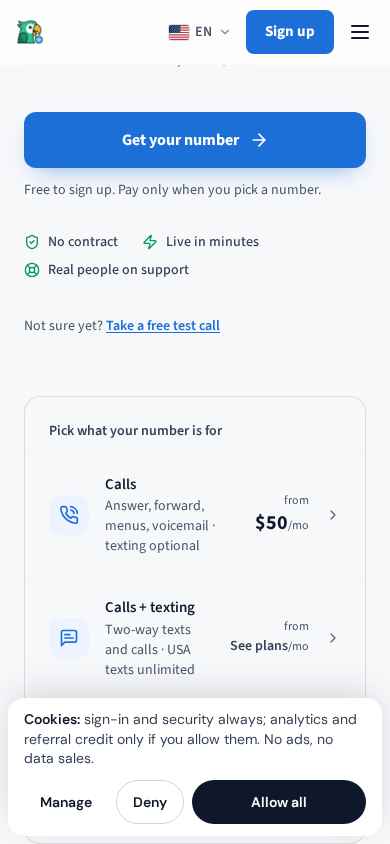 EN
Sign up
Get your number
Free to sign up. Pay only when you pick a number.
No contract
Live in minutes
Real people on support
Not sure yet? Take a free test call
Pick what your number is for
Calls
Answer, forward,
menus, voicemail ·
texting optional
from
$50/mo
Calls + texting
Two-way texts
and calls · USA
texts unlimited
from
See plans/mo
Cookies: sign-in and security always; analytics and
referral credit only if you allow them. No ads, no
data sales.
Manage
Deny
Allow all